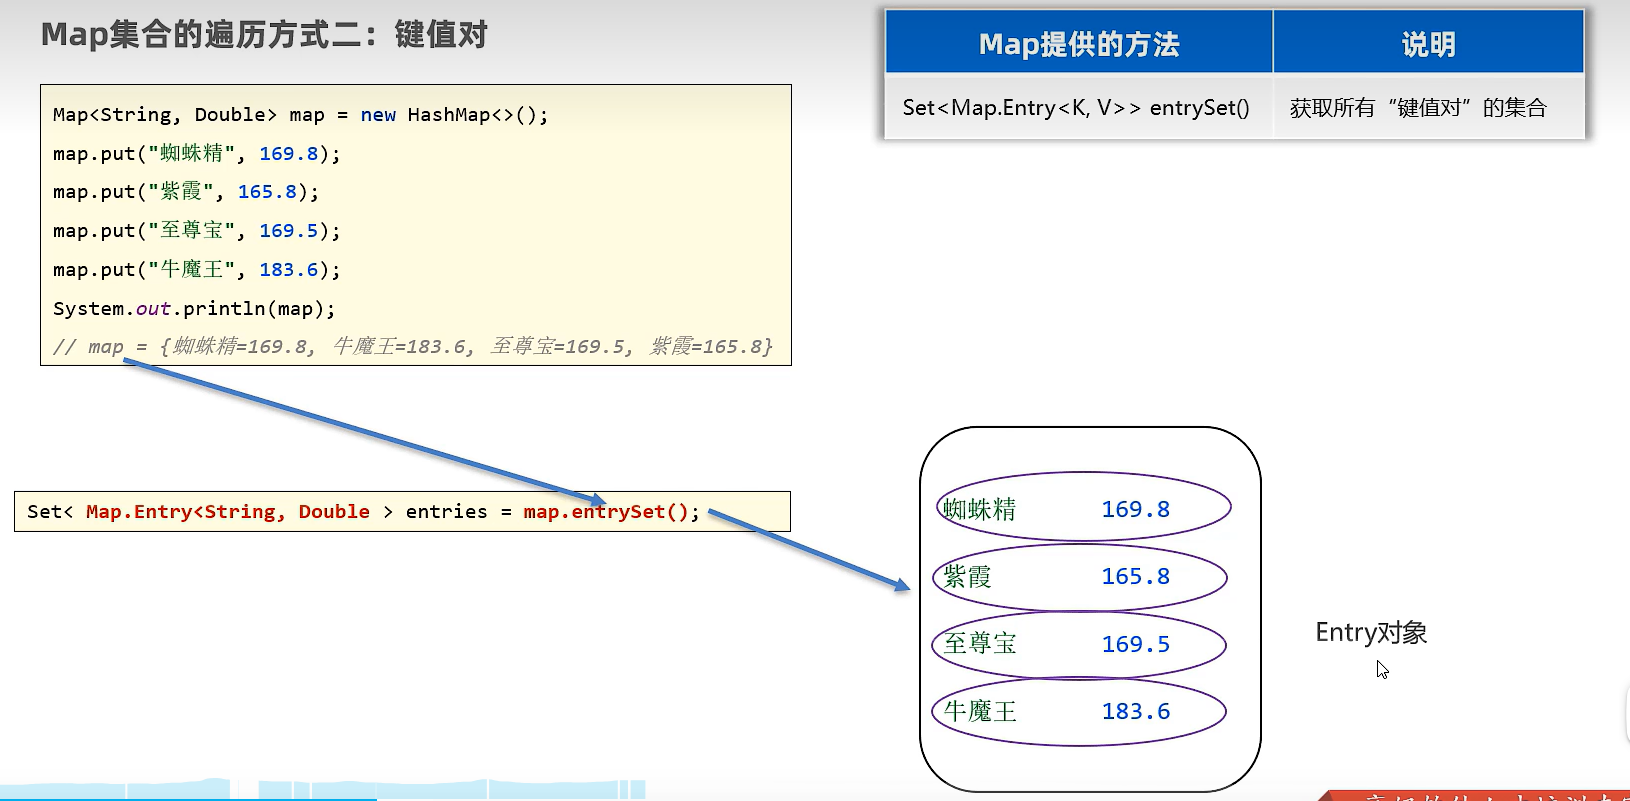 Map集合的遍历方式二：键值对
Map提供的方法 说明
Set<Map.Entry<K, V>> entrySet() 获取所有“键值对”的集合
Map<String, Double> map = new HashMap<>();
map.put("蜘蛛精", 169.8);
map.put("紫霞", 165.8);
map.put("至尊宝", 169.5);
map.put("牛魔王", 183.6);
System.out.println(map);
// map = {蜘蛛精=169.8, 牛魔王=183.6, 至尊宝=169.5, 紫霞=165.8}
Set< Map.Entry<String, Double > entries = map.entrySet();
蜘蛛精 169.8
紫霞 165.8
至尊宝 169.5
牛魔王 183.6
Entry对象